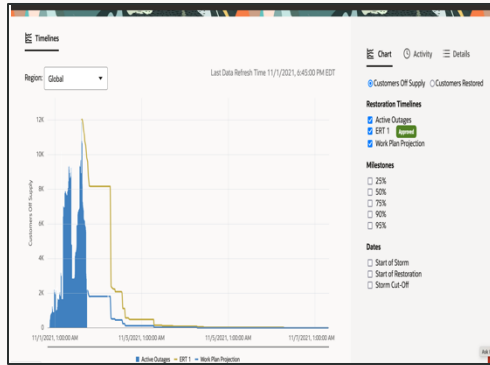 Timelines
Region: Global
Last Data Refresh Time 11/1/2021, 6:45:00 PM EDT
Customers Off Supply
12K
10K
8K
6K
4K
2K
0
11/1/2021, 1:00:00 AM
11/3/2021, 1:00:00 AM
11/5/2021, 1:00:00 AM
11/7/2021, 1:00:00 AM
Active Outages
ERT 1
Work Plan Projection
Chart
Activity
Details
Customers Off Supply
Customers Restored
Restoration Timelines
Active Outages
ERT 1 Approved
Work Plan Projection
Milestones
25%
50%
75%
90%
95%
Dates
Start of Storm
Start of Restoration
Storm Cut-Off